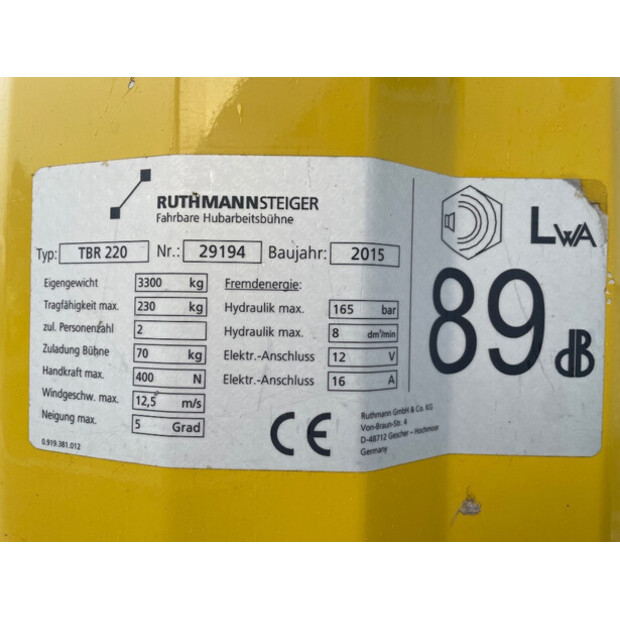 RUTHMANNSTEIGER
Fahrbare Hubarbeitsbühne
Typ: TBR 220 Nr.: 29194 Baujahr: 2015
Eigengewicht 3300 kg
Tragfähigkeit max. 230 kg
zul. Personenzahl 2
Zuladung Bühne 70 kg
Handkraft max. 400 N
Windgeschw. max. 12,5 m/s
Neigung max. 5 Grad
0.919.381.012
Fremdenergie:
Hydraulik max. 165 bar
Hydraulik max. 8 dm³/min
Elektr.-Anschluss 12 V
Elektr.-Anschluss 16 A
CE
Ruthmann GmbH & Co. KG
Von-Braun-Str. 4
D-48712 Gescher - Hochmoor
Germany
LWA
89 dB